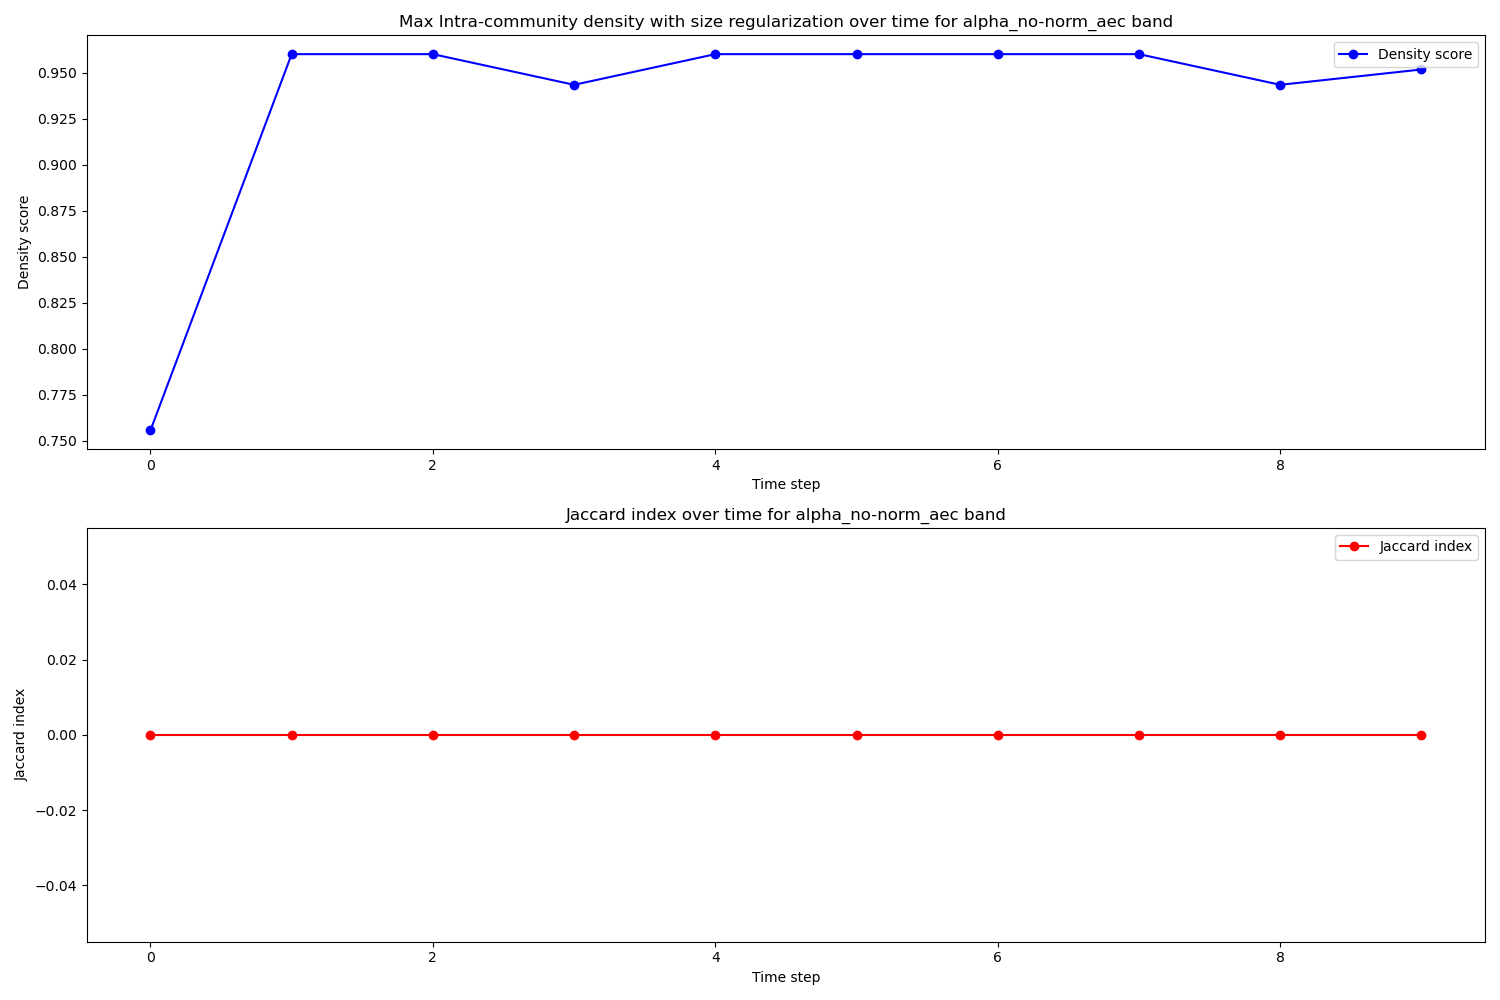 Max Intra-community density with size regularization over time for alpha_no-norm_aec band
Density score
0.950
0.925
0.900
0.875
0.850
0.825
0.800
0.775
0.750
Density score
0 2 4 6 8
Time step
Jaccard index over time for alpha_no-norm_aec band
Jaccard index
0.04
0.02
0.00
−0.02
−0.04
Jaccard index
0 2 4 6 8
Time step